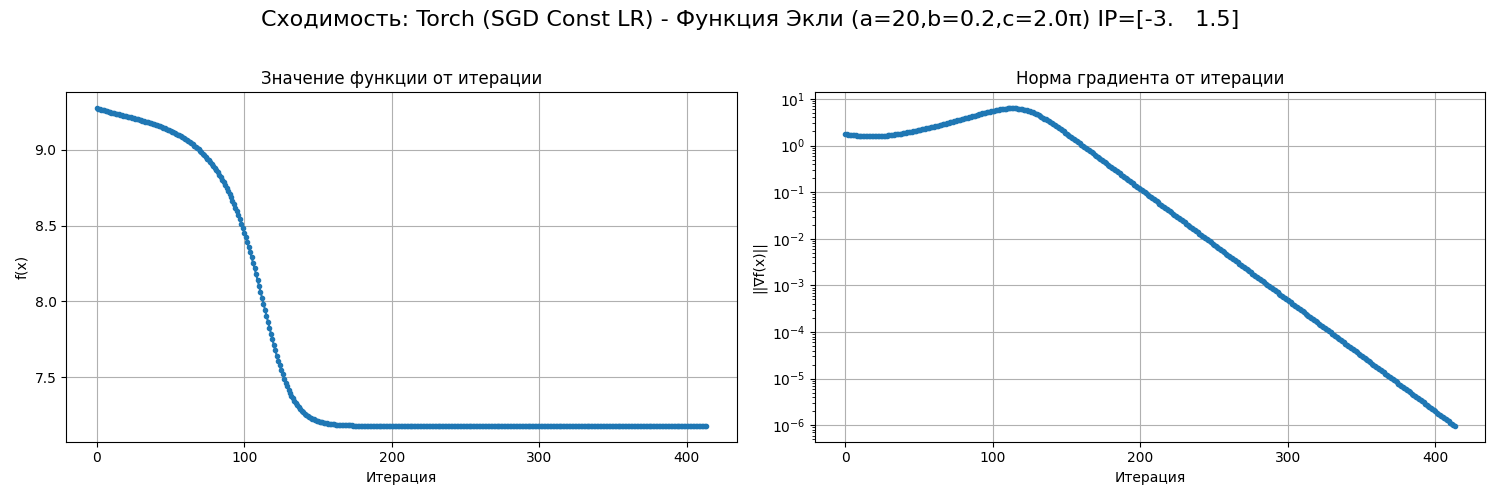 Сходимость: Torch (SGD Const LR) - Функция Экли (a=20,b=0.2,c=2.0π) IP=[-3.   1.5]
Значение функции от итерации
f(x)
9.0
8.5
8.0
7.5
0 100 200 300 400
Итерация
Норма градиента от итерации
||∇f(x)||
10¹
10⁰
10⁻¹
10⁻²
10⁻³
10⁻⁴
10⁻⁵
10⁻⁶
0 100 200 300 400
Итерация